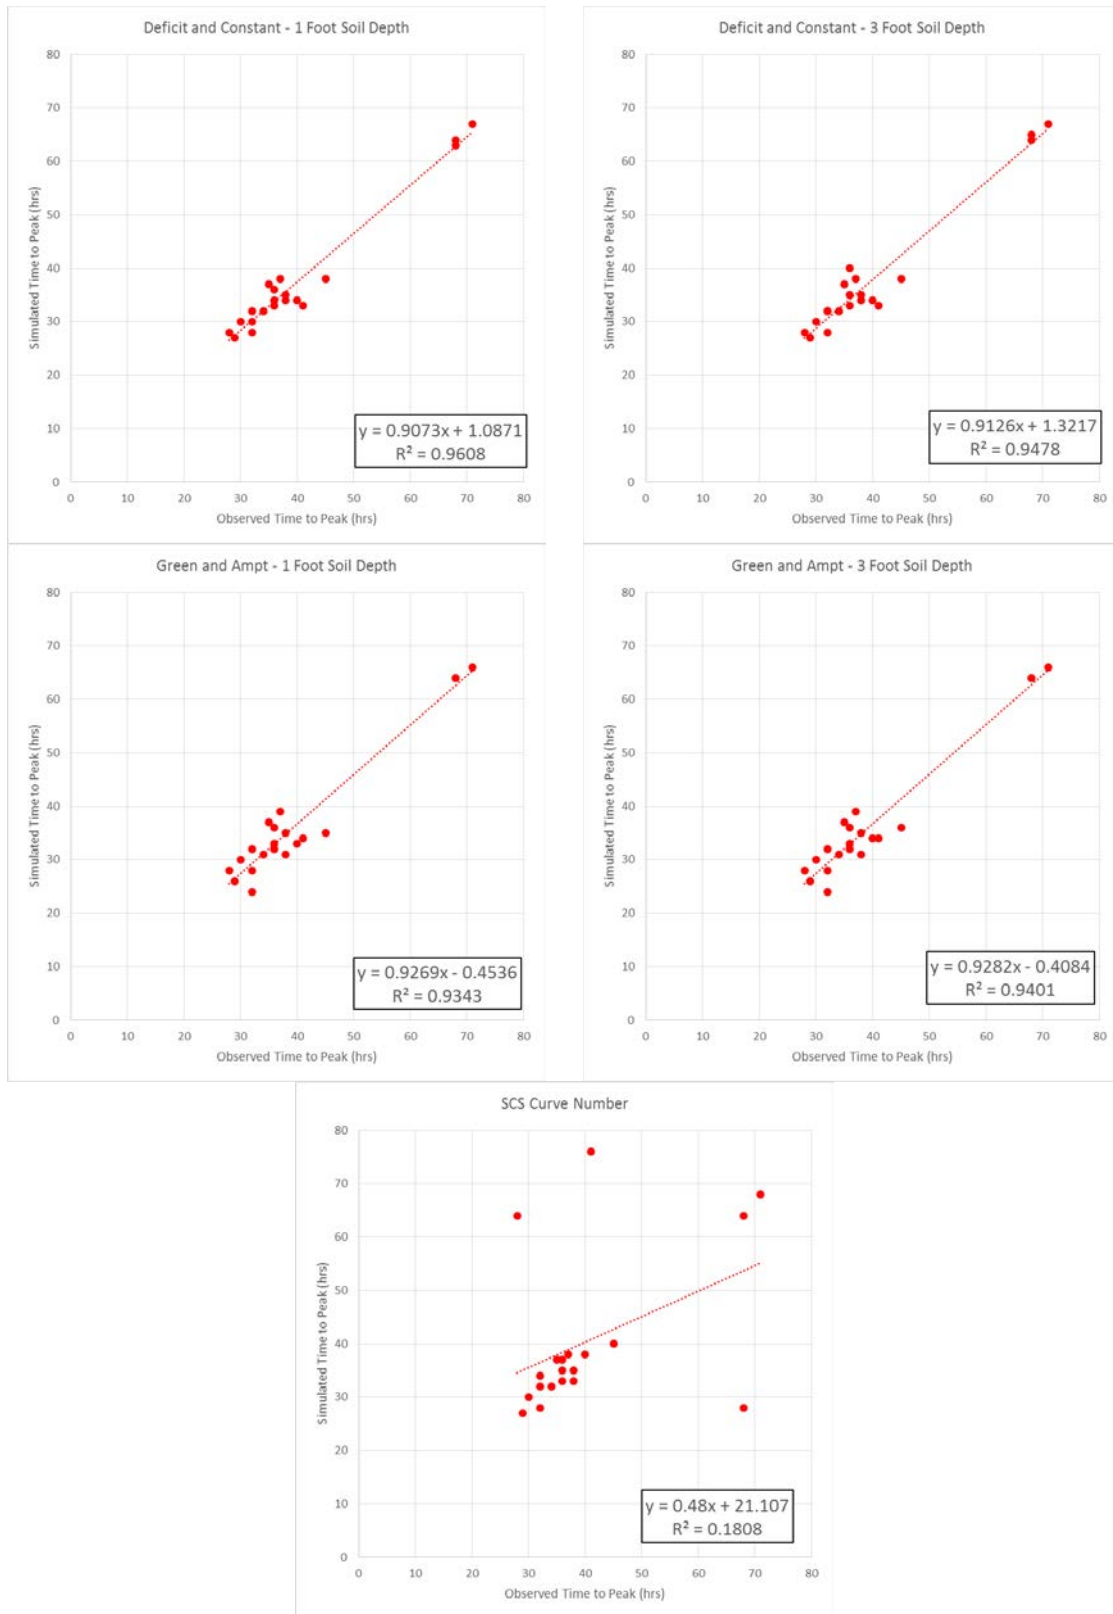 Deficit and Constant - 1 Foot Soil Depth
80
70
60
50
40
30
20
10
0
Simulated Time to Peak (hrs)
y = 0.9073x + 1.0871
R² = 0.9608
0 10 20 30 40 50 60 70 80
Observed Time to Peak (hrs)
Deficit and Constant - 3 Foot Soil Depth
80
70
60
50
40
30
20
10
0
Simulated Time to Peak (hrs)
y = 0.9126x + 1.3217
R² = 0.9478
0 10 20 30 40 50 60 70 80
Observed Time to Peak (hrs)
Green and Ampt - 1 Foot Soil Depth
80
70
60
50
40
30
20
10
0
Simulated Time to Peak (hrs)
y = 0.9269x - 0.4536
R² = 0.9343
0 10 20 30 40 50 60 70 80
Observed Time to Peak (hrs)
Green and Ampt - 3 Foot Soil Depth
80
70
60
50
40
30
20
10
0
Simulated Time to Peak (hrs)
y = 0.9282x - 0.4084
R² = 0.9401
0 10 20 30 40 50 60 70 80
Observed Time to Peak (hrs)
SCS Curve Number
80
70
60
50
40
30
20
10
0
Simulated Time to Peak (hrs)
y = 0.48x + 21.107
R² = 0.1808
0 10 20 30 40 50 60 70 80
Observed Time to Peak (hrs)